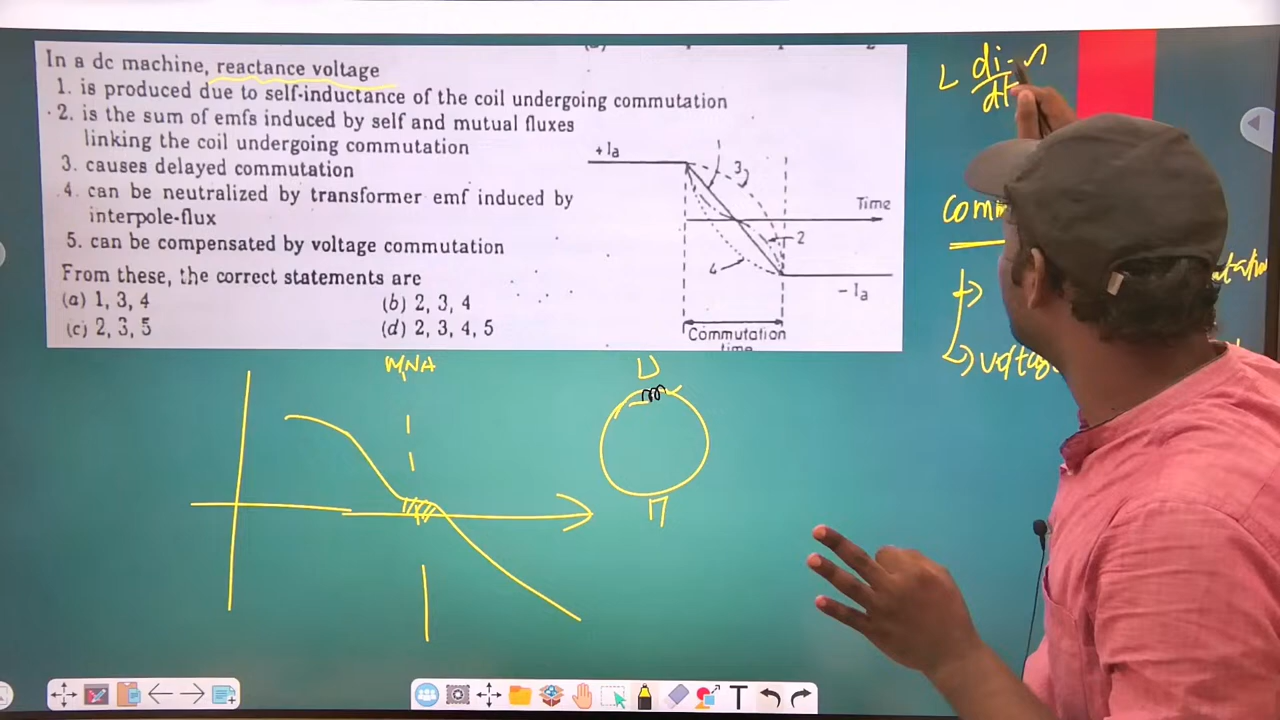 In a dc machine, reactance voltage
1. is produced due to self-inductance of the coil undergoing commutation
2. is the sum of emfs induced by self and mutual fluxes
linking the coil undergoing commutation
3. causes delayed commutation
4. can be neutralized by transformer emf induced by
interpole-flux
5. can be compensated by voltage commutation
From these, the correct statements are
(a) 1, 3, 4
(b) 2, 3, 4
(c) 2, 3, 5
(d) 2, 3, 4, 5
+Ia
3
Time
2
4
-Ia
Commutation
time
L di
dt
MNA
T